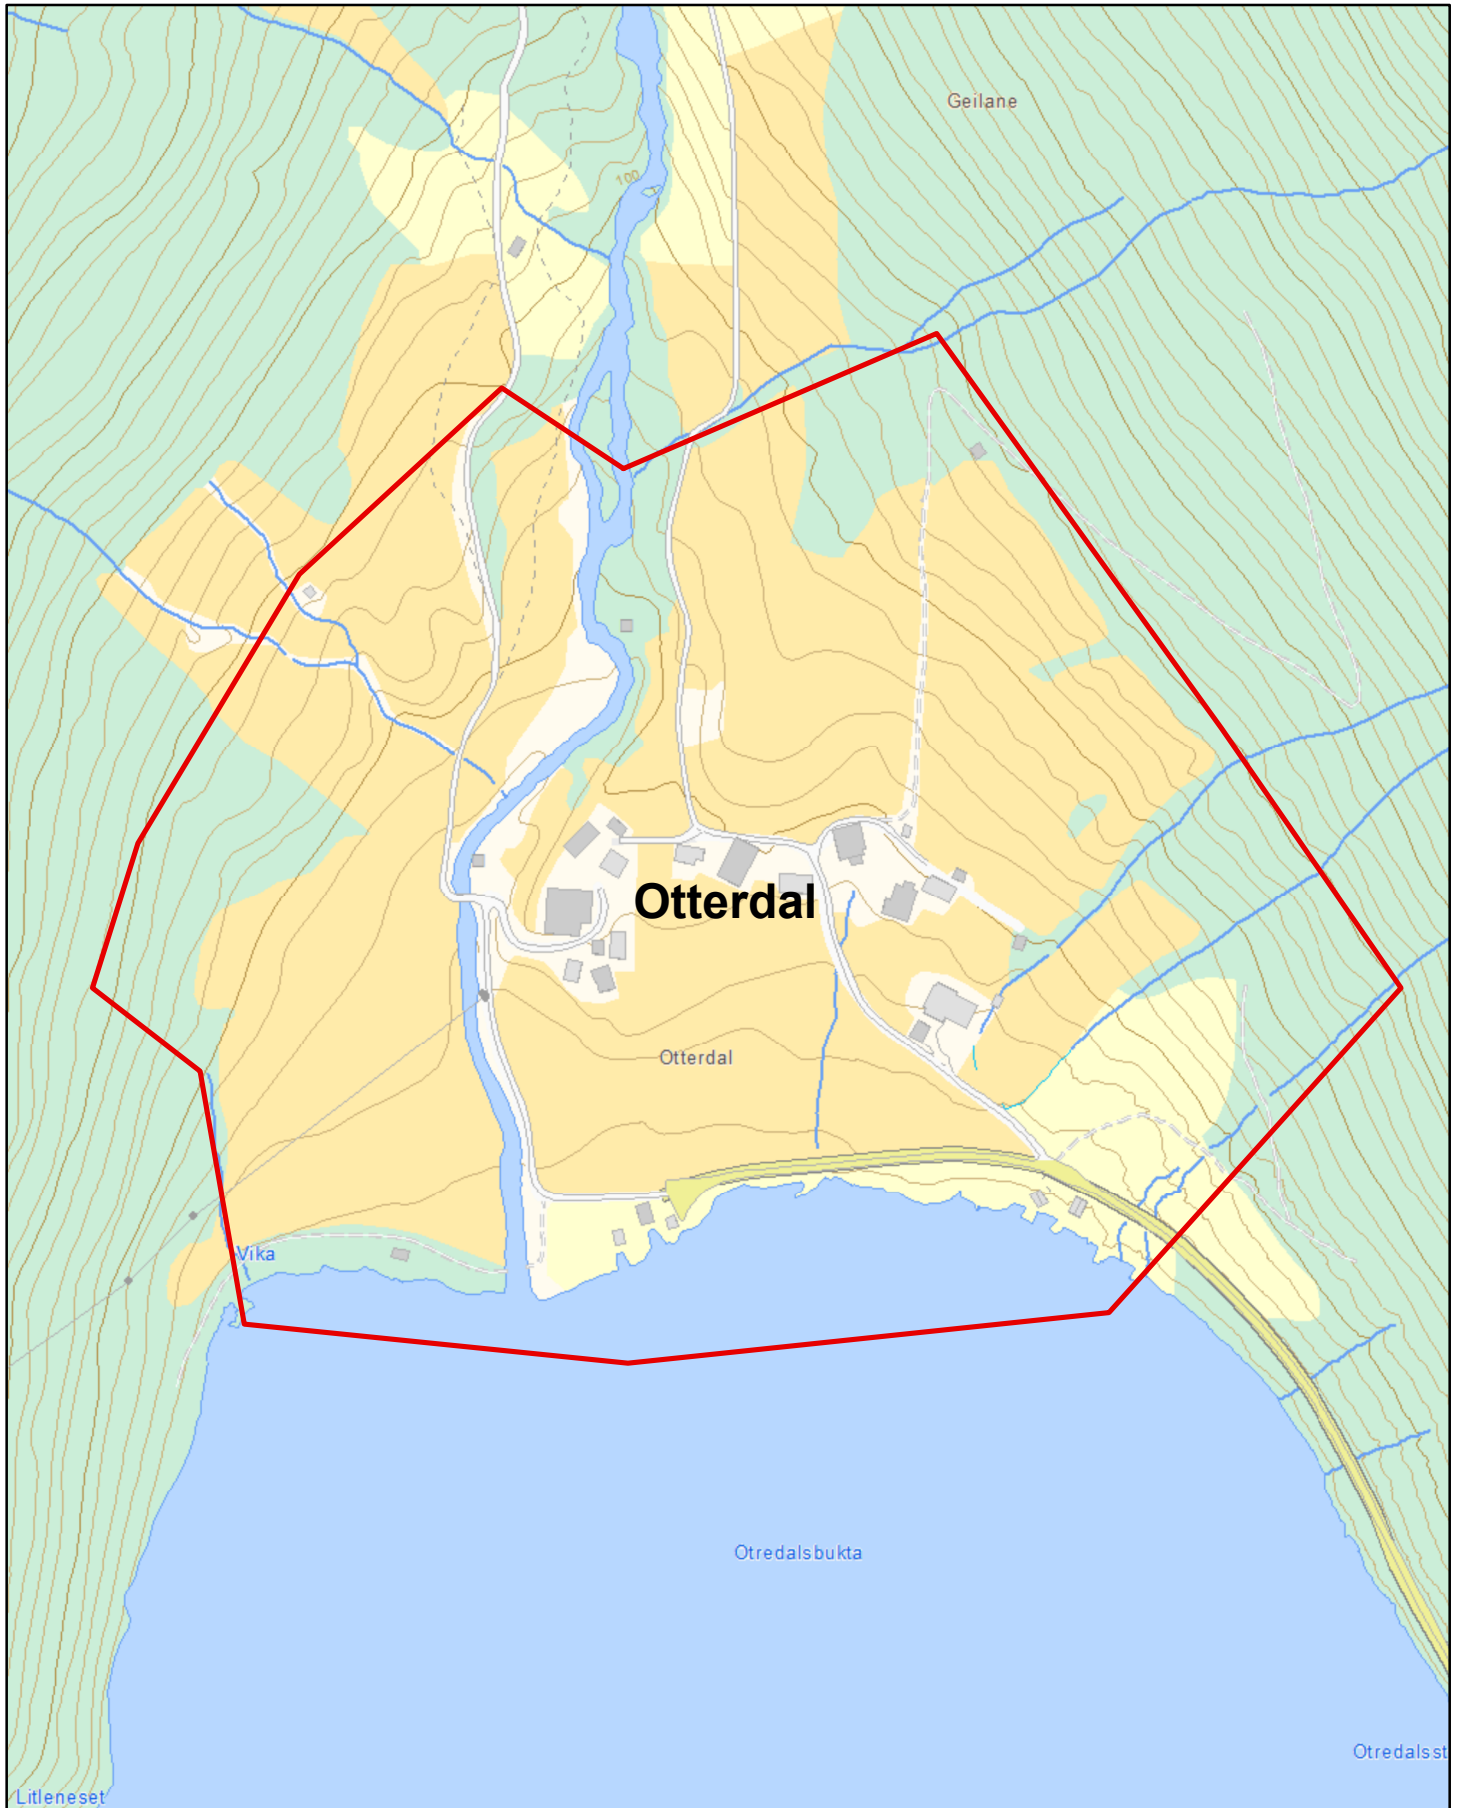 Geilane
100
Otterdal
Otterdal
Vika
Otredalsbukta
Otredalsst
Litleneset